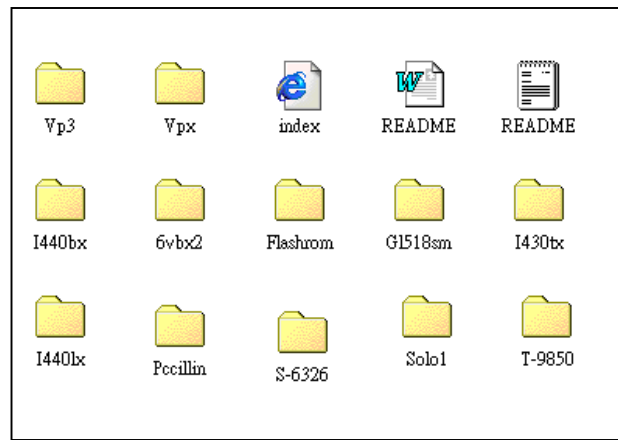 Vp3 Vpx index README README
I440bx 6vbx2 Flashrom Gl518sm I430tx
I440lx Pccillin S-6326 Solo1 T-9850